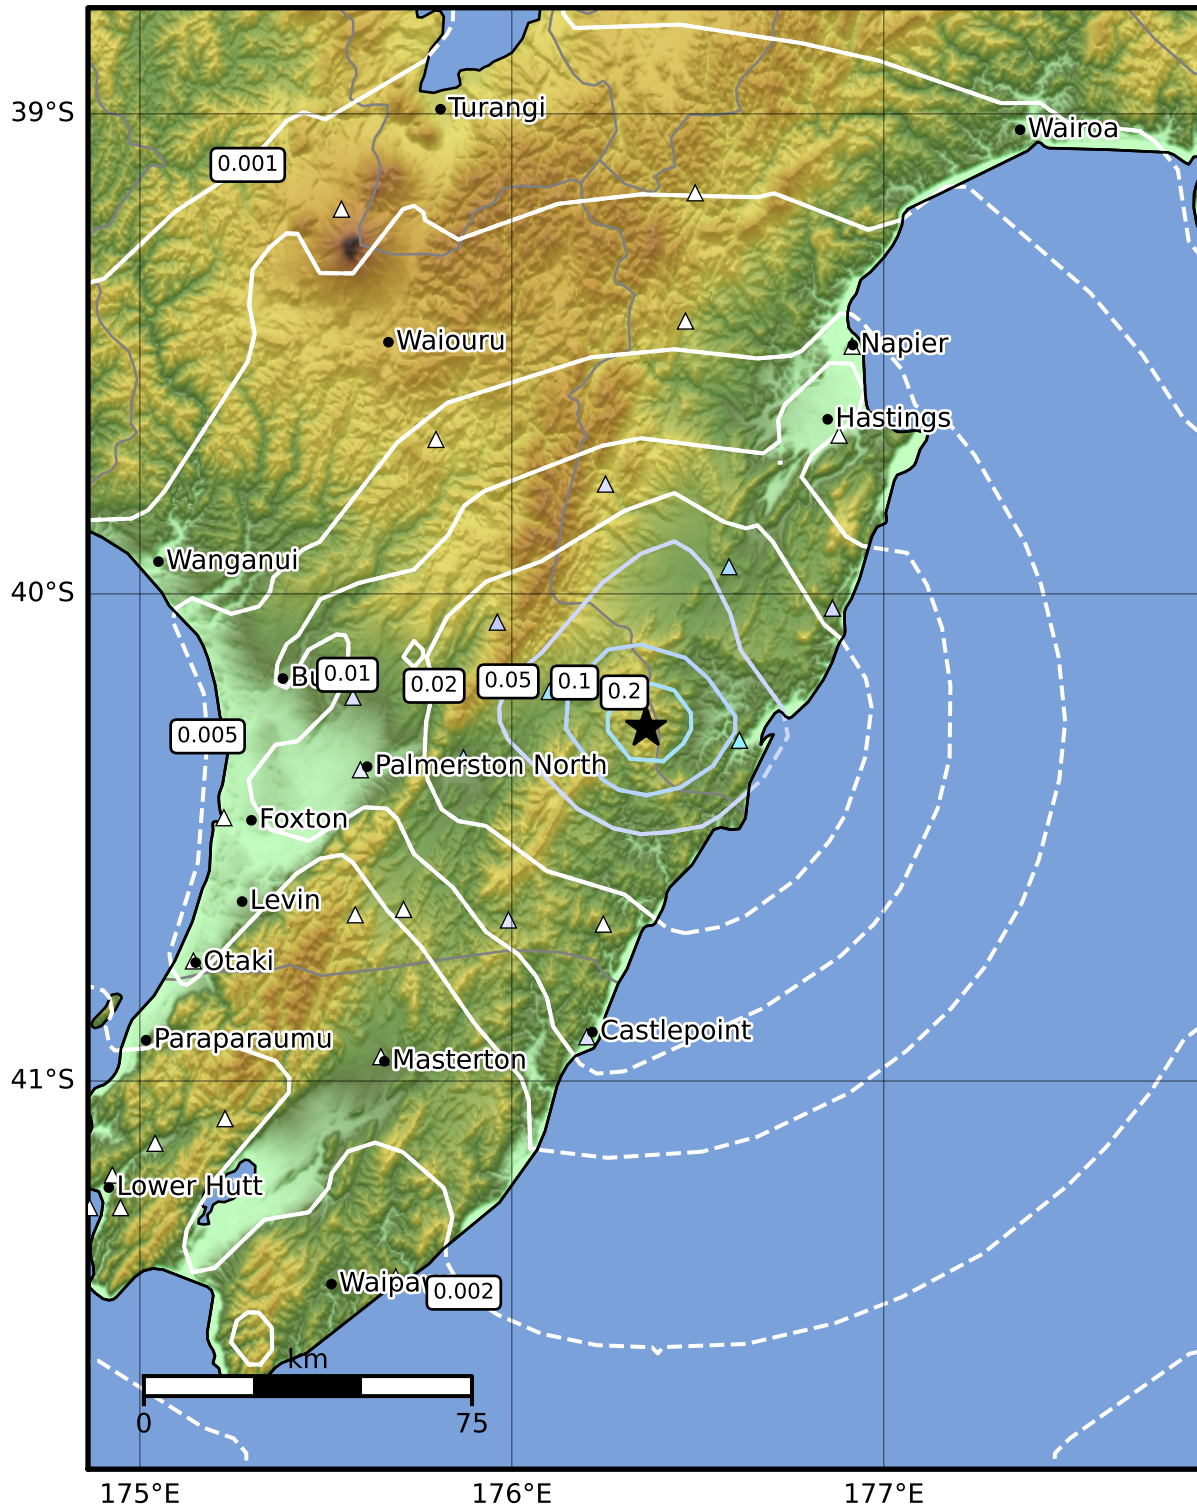 Turangi
39°S
Wairoa
0.001
Waiouru
Napier
Hastings
Wanganui
40°S
Bu
0.01
0.02
0.05
0.1
0.2
0.005
Palmerston North
Foxton
Levin
Otaki
Castlepoint
Paraparaumu
Masterton
41°S
Lower Hutt
Waipaw
0.002
km
0
75
175°E
176°E
177°E